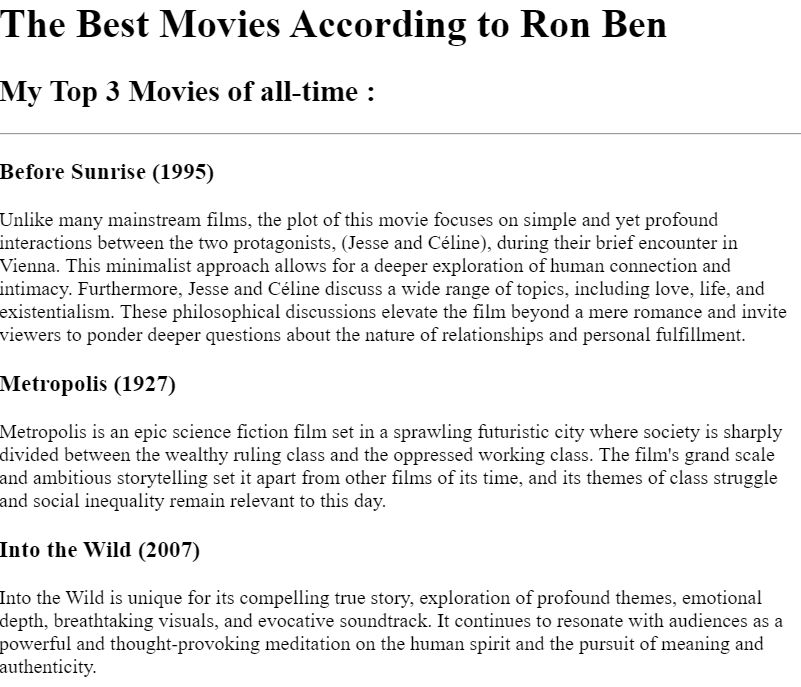 The Best Movies According to Ron Ben
My Top 3 Movies of all-time :
Before Sunrise (1995)
Unlike many mainstream films, the plot of this movie focuses on simple and yet profound
interactions between the two protagonists, (Jesse and Céline), during their brief encounter in
Vienna. This minimalist approach allows for a deeper exploration of human connection and
intimacy. Furthermore, Jesse and Céline discuss a wide range of topics, including love, life, and
existentialism. These philosophical discussions elevate the film beyond a mere romance and invite
viewers to ponder deeper questions about the nature of relationships and personal fulfillment.
Metropolis (1927)
Metropolis is an epic science fiction film set in a sprawling futuristic city where society is sharply
divided between the wealthy ruling class and the oppressed working class. The film's grand scale
and ambitious storytelling set it apart from other films of its time, and its themes of class struggle
and social inequality remain relevant to this day.
Into the Wild (2007)
Into the Wild is unique for its compelling true story, exploration of profound themes, emotional
depth, breathtaking visuals, and evocative soundtrack. It continues to resonate with audiences as a
powerful and thought-provoking meditation on the human spirit and the pursuit of meaning and
authenticity.